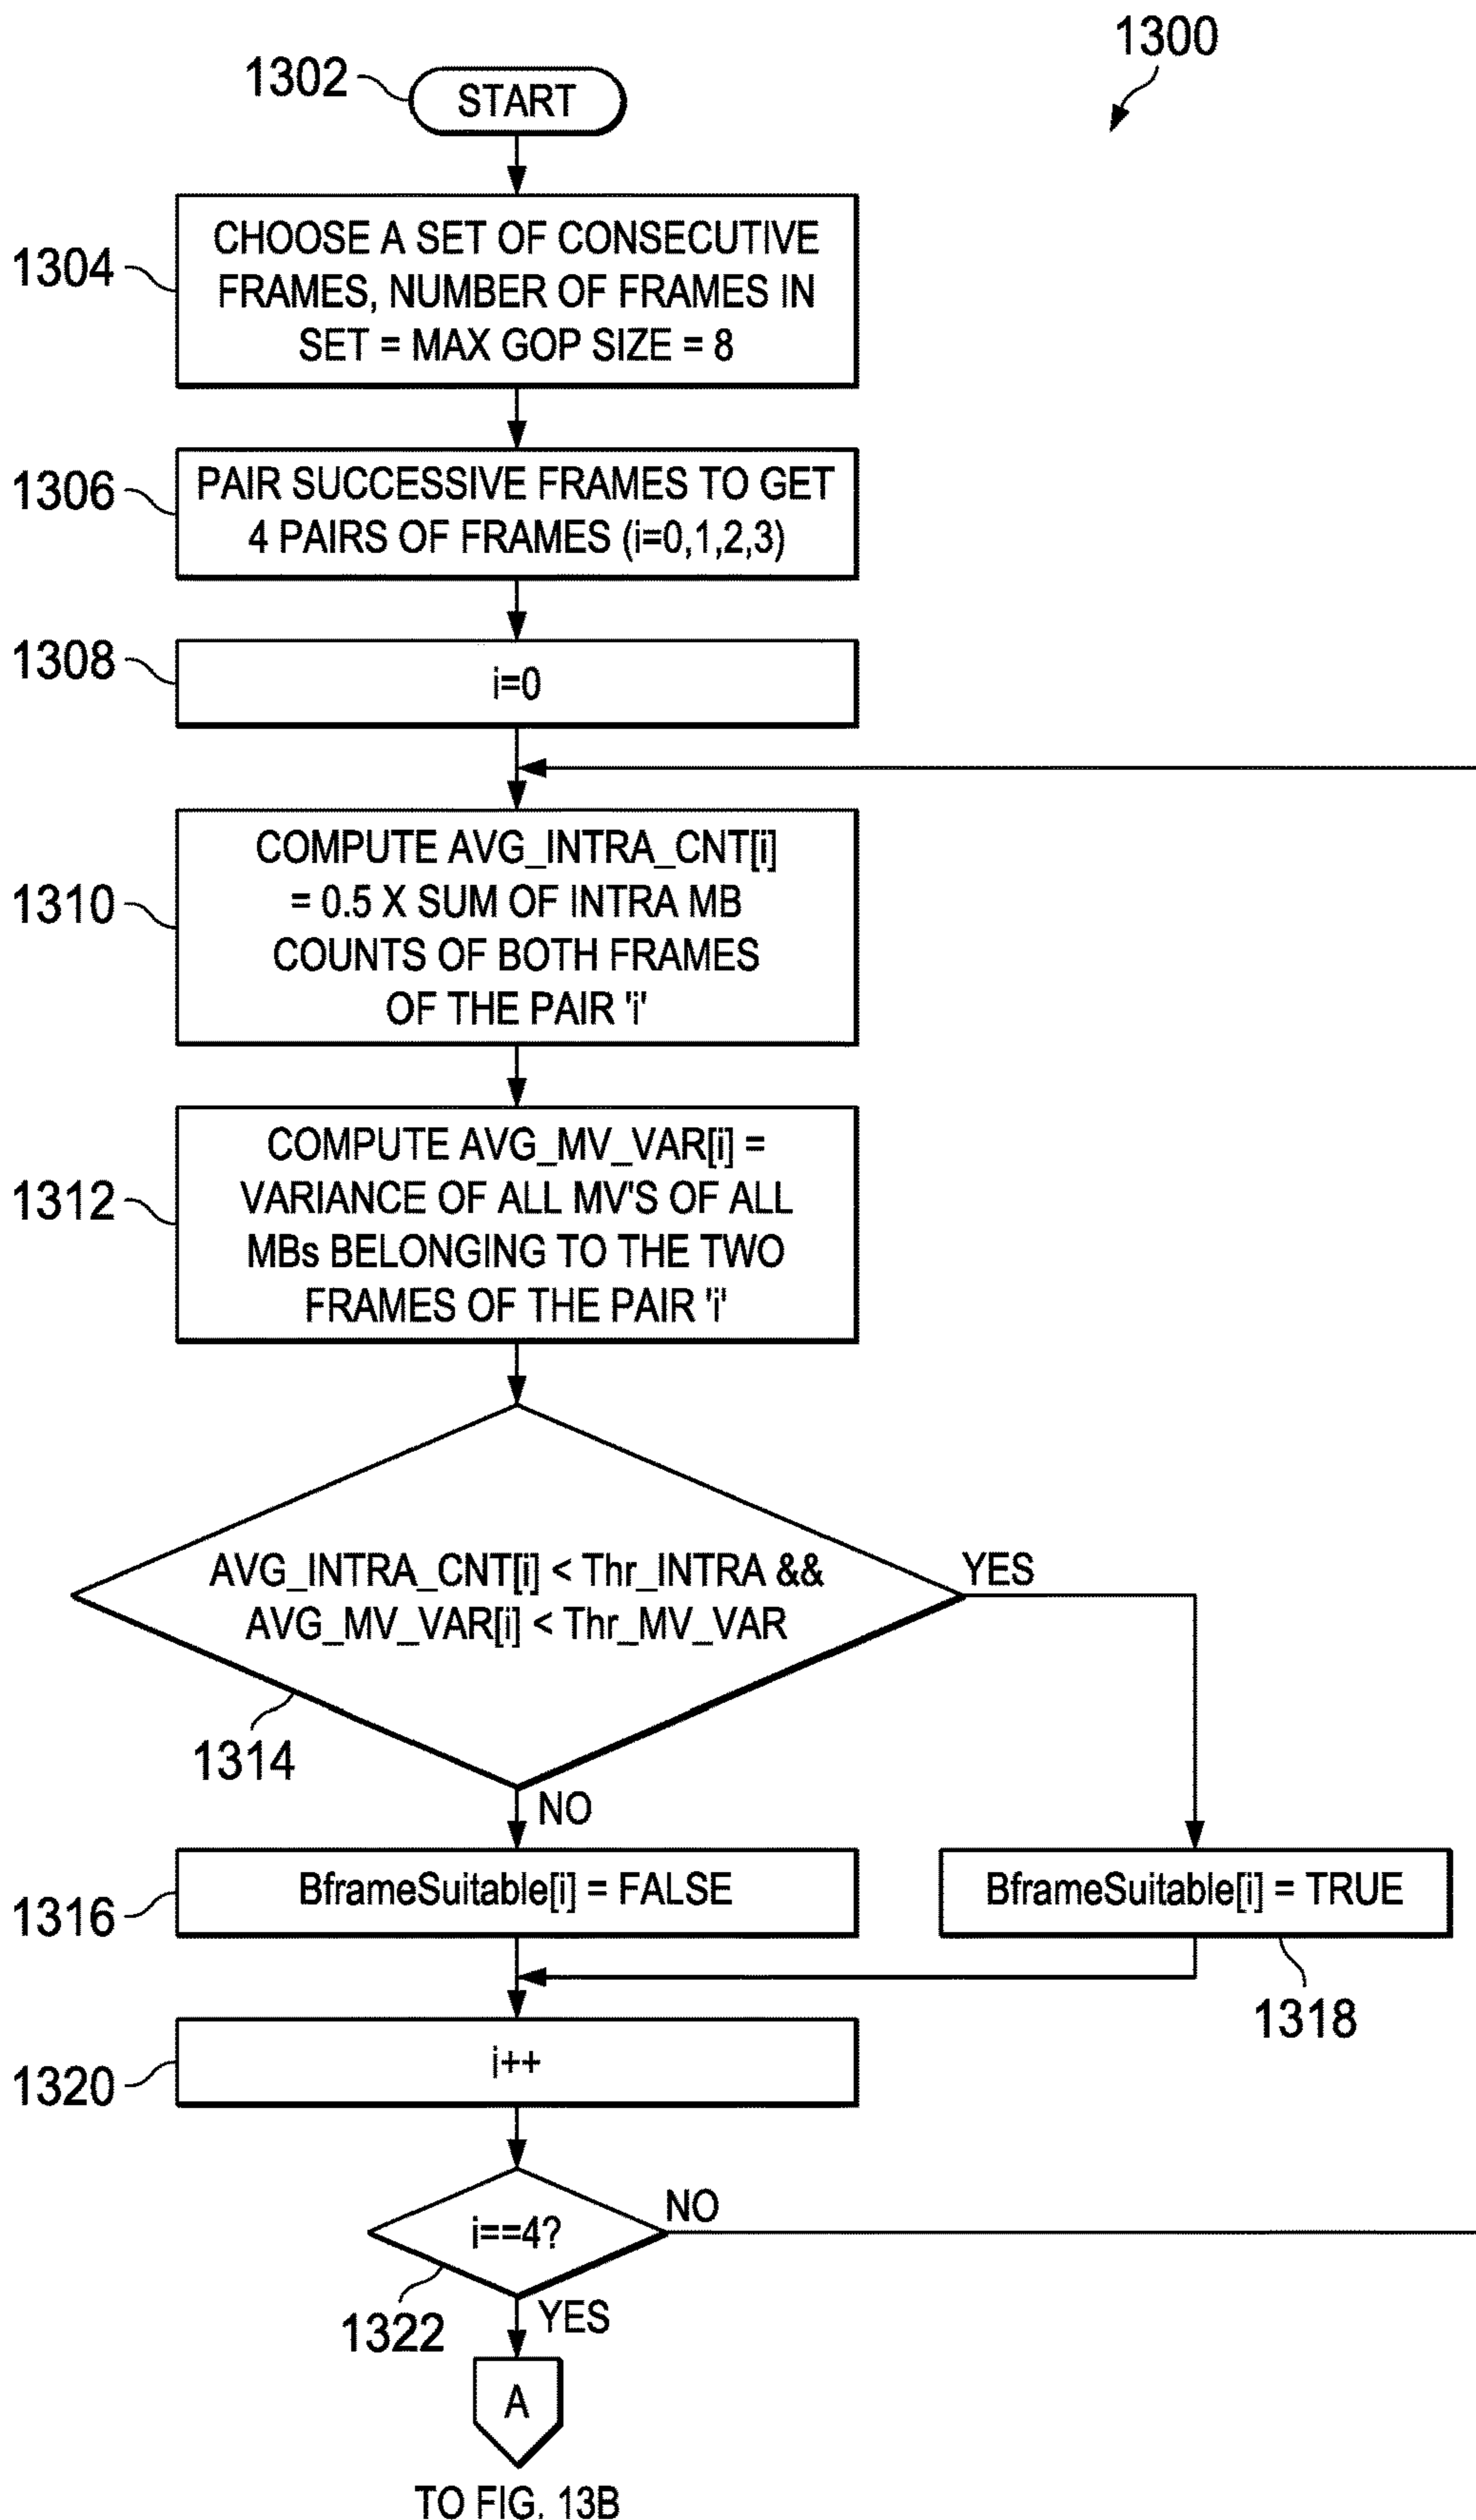 1300
1302
START
1304
CHOOSE A SET OF CONSECUTIVE
FRAMES, NUMBER OF FRAMES IN
SET = MAX GOP SIZE = 8
1306
PAIR SUCCESSIVE FRAMES TO GET
4 PAIRS OF FRAMES (i=0,1,2,3)
1308
i=0
1310
COMPUTE AVG_INTRA_CNT[i]
= 0.5 X SUM OF INTRA MB
COUNTS OF BOTH FRAMES
OF THE PAIR 'i'
1312
COMPUTE AVG_MV_VAR[i] =
VARIANCE OF ALL MV'S OF ALL
MBs BELONGING TO THE TWO
FRAMES OF THE PAIR 'i'
AVG_INTRA_CNT[i] < Thr_INTRA &&
AVG_MV_VAR[i] < Thr_MV_VAR
YES
1314
NO
1316
BframeSuitable[i] = FALSE
BframeSuitable[i] = TRUE
1318
1320
i++
i==4?
NO
1322
YES
A
TO FIG. 13B